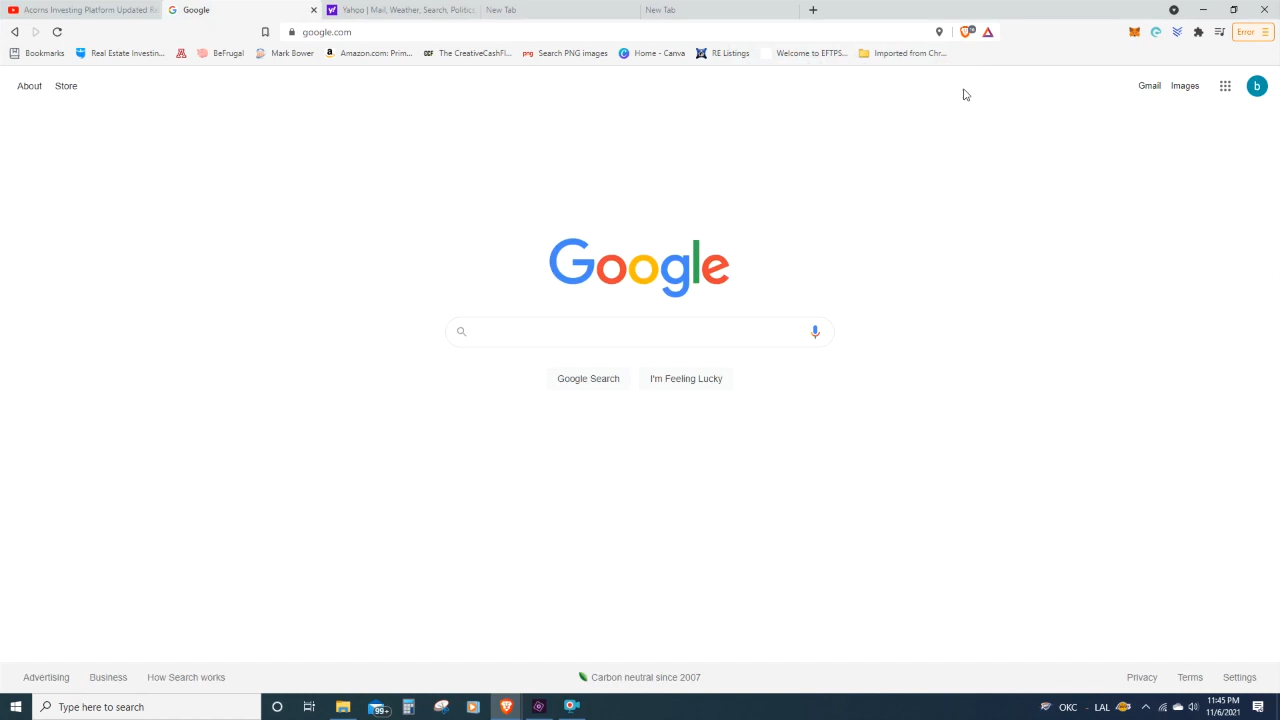 Acorns Investing Platform Updated Re
Google
Yahoo | Mail, Weather, Search, Politics
New Tab
New Tab
google.com
Error
Bookmarks
Real Estate Investin...
BeFrugal
Mark Bower
Amazon.com: Prim...
CCF
The CreativeCashFl...
png
Search PNG images
Home - Canva
RE Listings
Welcome to EFTPS...
Imported from Chr...
About
Store
Gmail
Images
b
Google
Google Search
I'm Feeling Lucky
Advertising
Business
How Search works
Carbon neutral since 2007
Privacy
Terms
Settings
Type here to search
99+
OKC - LAL
11:45 PM
11/6/2021